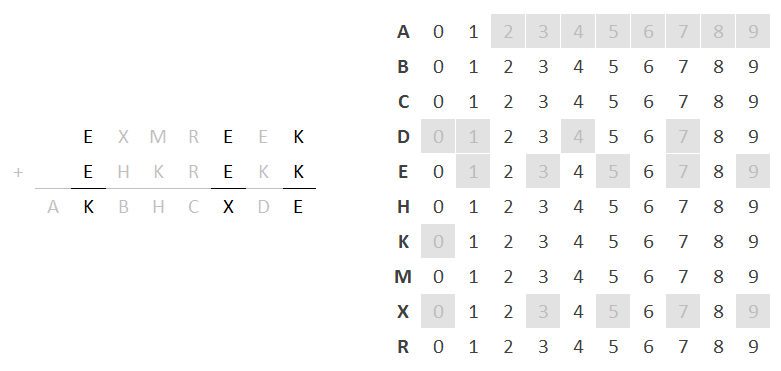 A 0 1 2 3 4 5 6 7 8 9
B 0 1 2 3 4 5 6 7 8 9
C 0 1 2 3 4 5 6 7 8 9
E X M R E E K
D 0 1 2 3 4 5 6 7 8 9
+ E H K R E K K
E 0 1 2 3 4 5 6 7 8 9
A K B H C X D E
H 0 1 2 3 4 5 6 7 8 9
K 0 1 2 3 4 5 6 7 8 9
M 0 1 2 3 4 5 6 7 8 9
X 0 1 2 3 4 5 6 7 8 9
R 0 1 2 3 4 5 6 7 8 9